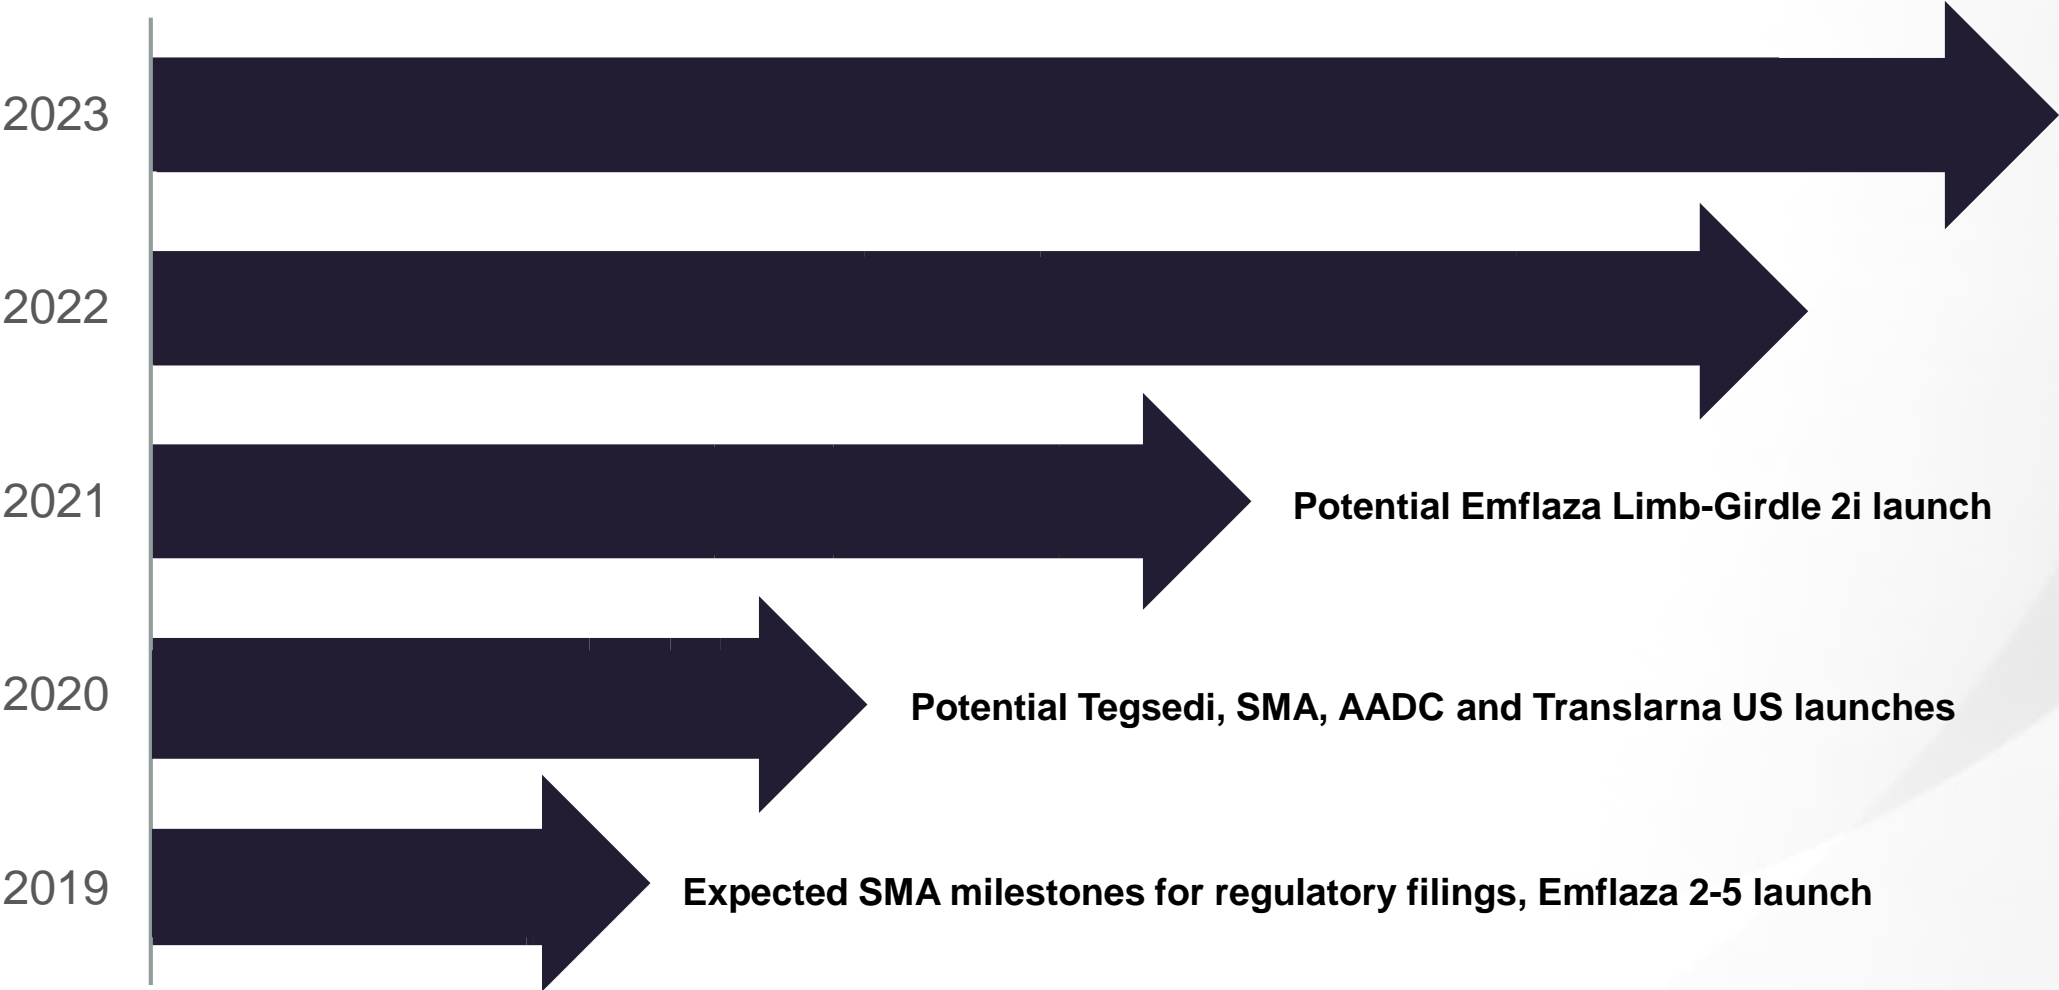 2023
2022
2021
Potential Emflaza Limb-Girdle 2i launch
2020
Potential Tegsedi, SMA, AADC and Translarna US launches
2019
Expected SMA milestones for regulatory filings, Emflaza 2-5 launch